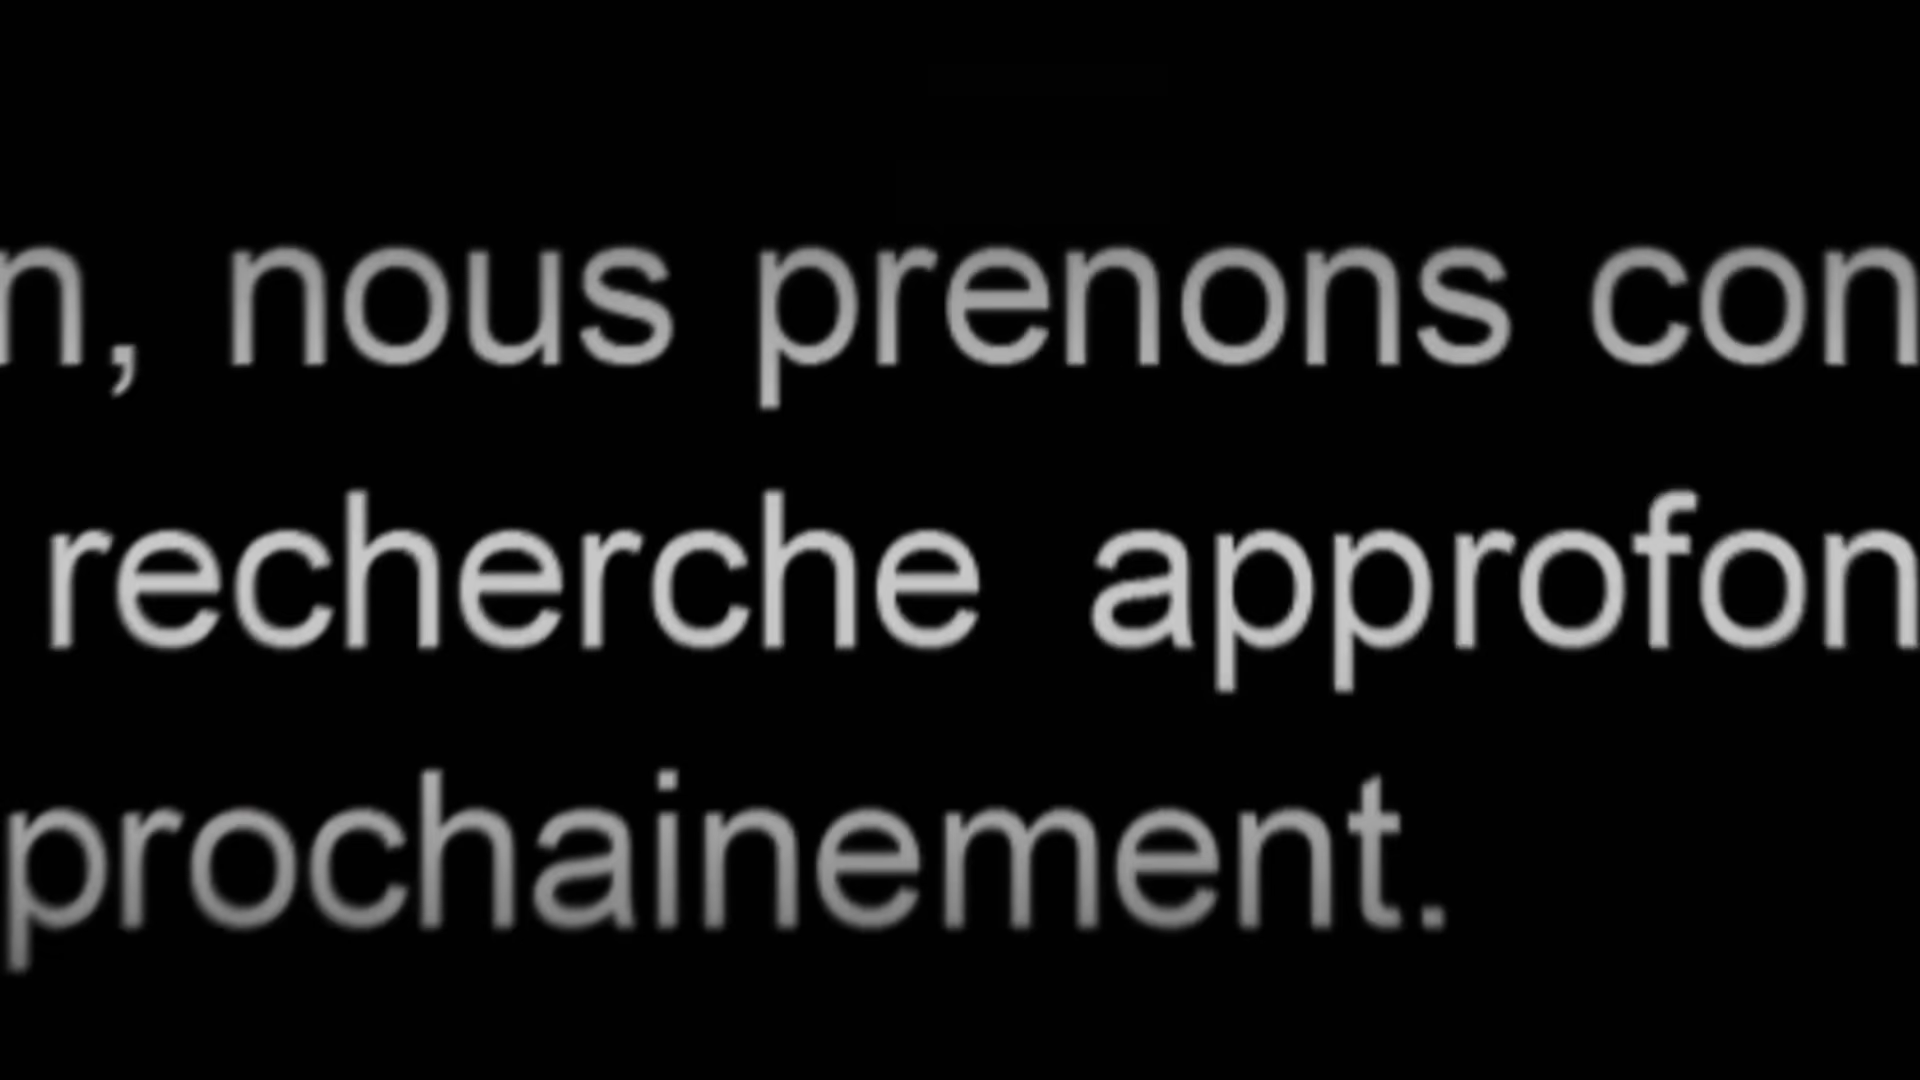 n, nous prenons con
recherche approfon
prochainement.